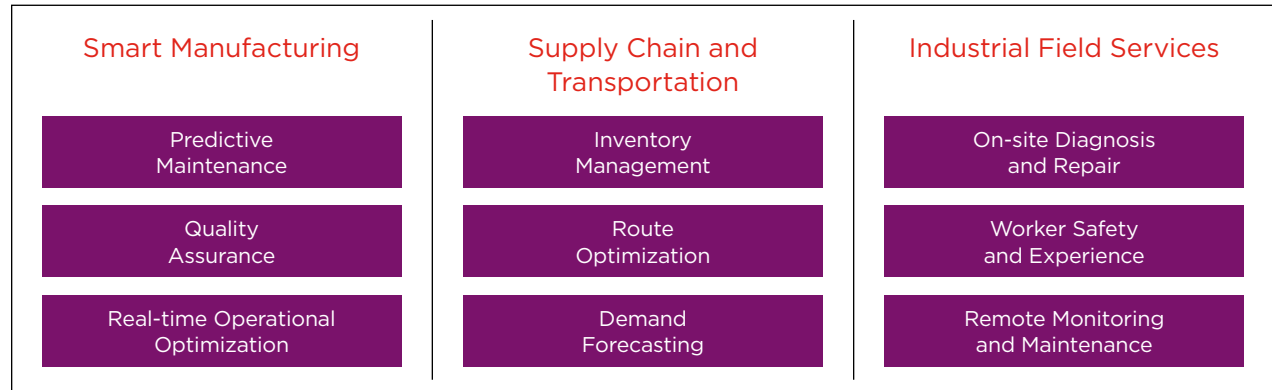 Smart Manufacturing
Predictive
Maintenance
Quality
Assurance
Real-time Operational
Optimization
Supply Chain and
Transportation
Inventory
Management
Route
Optimization
Demand
Forecasting
Industrial Field Services
On-site Diagnosis
and Repair
Worker Safety
and Experience
Remote Monitoring
and Maintenance